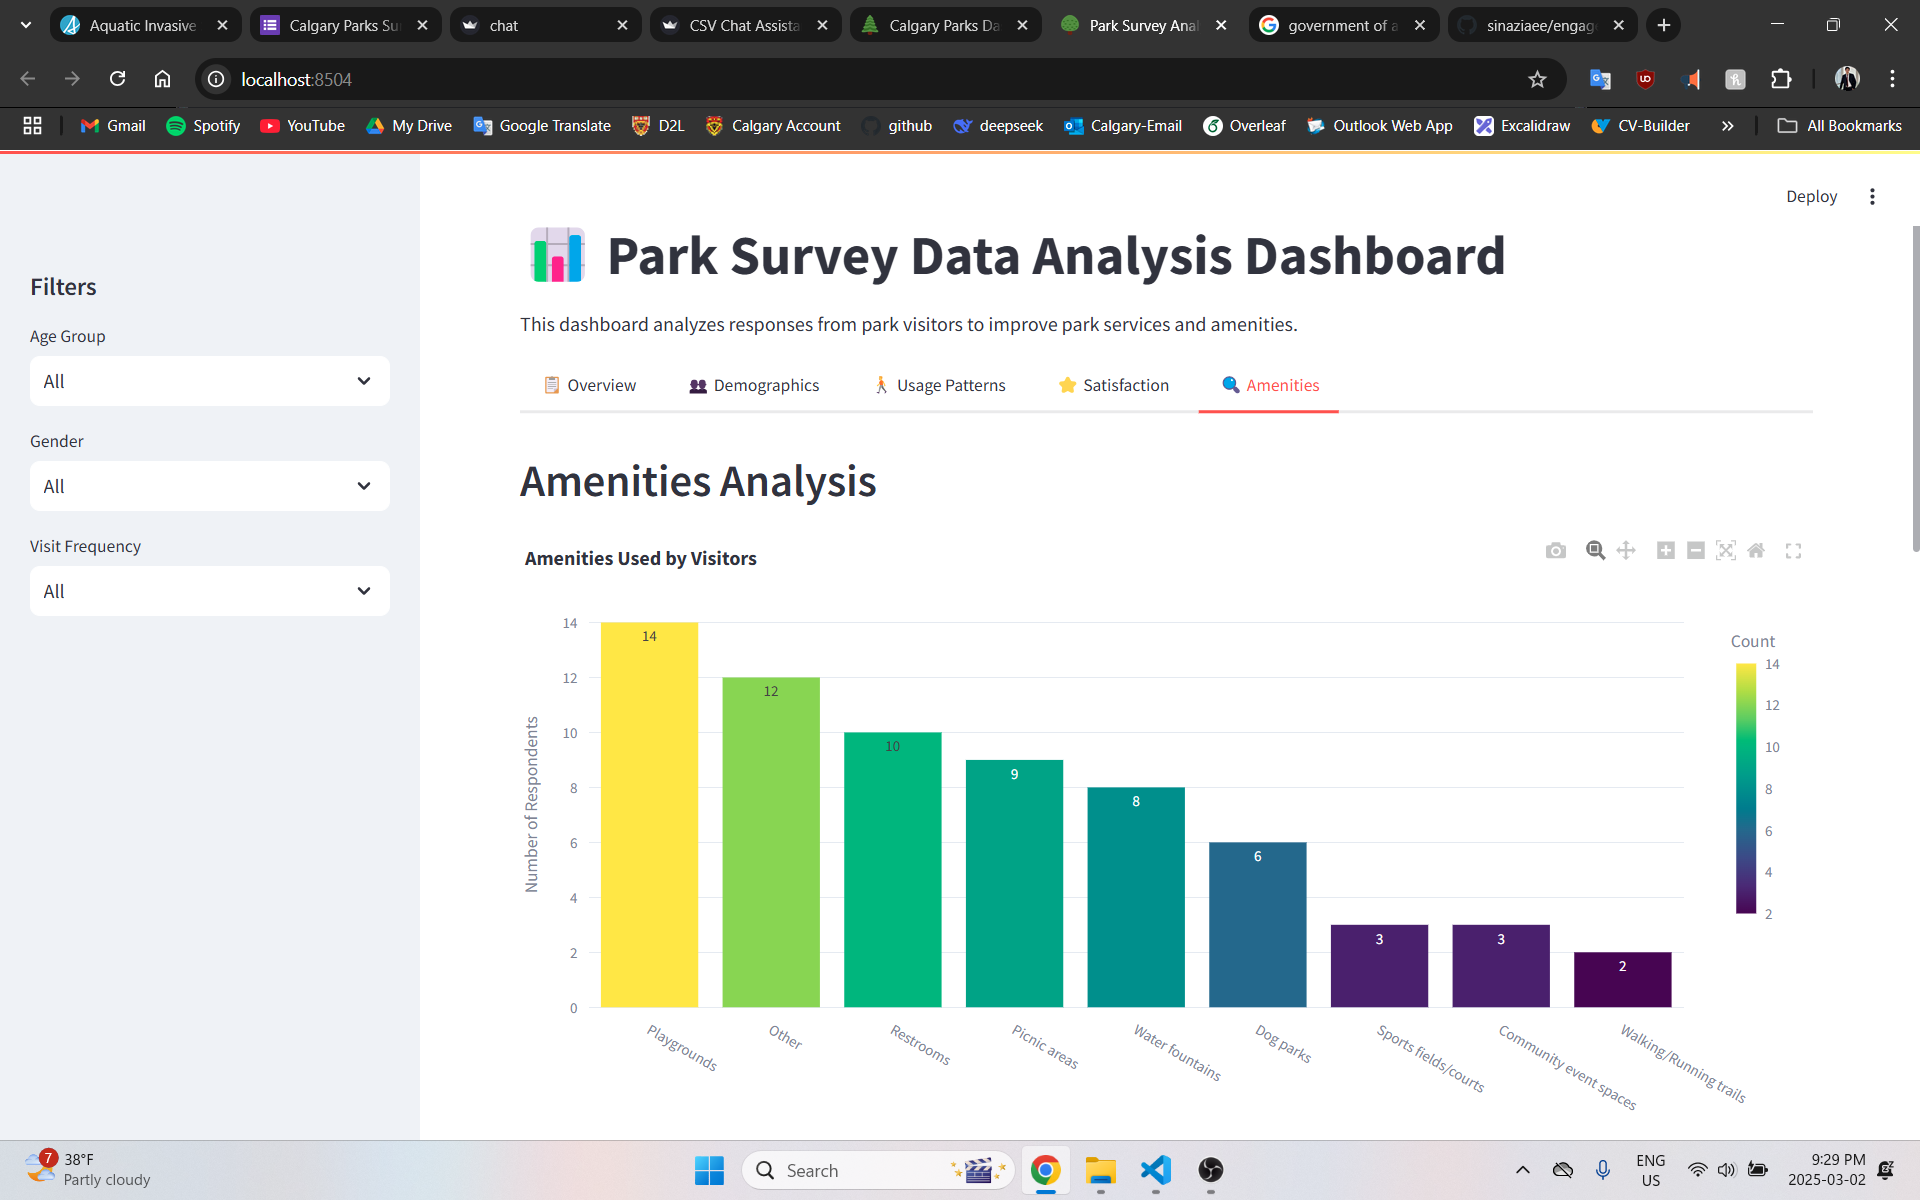 Aquatic Invasive
Calgary Parks Su
chat
CSV Chat Assista
Calgary Parks Da
Park Survey Anal
government of a
sinaziaee/engag
localhost:8504
Gmail
Spotify
YouTube
My Drive
Google Translate
D2L
Calgary Account
github
deepseek
Calgary-Email
Overleaf
Outlook Web App
Excalidraw
CV-Builder
All Bookmarks
Deploy
Filters
Age Group
All
Gender
All
Visit Frequency
All
Park Survey Data Analysis Dashboard
This dashboard analyzes responses from park visitors to improve park services and amenities.
Overview
Demographics
Usage Patterns
Satisfaction
Amenities
Amenities Analysis
Amenities Used by Visitors
Number of Respondents
14
12
10
8
6
4
2
0
14
12
10
9
8
6
3
3
2
Playgrounds
Other
Restrooms
Picnic areas
Water fountains
Dog parks
Sports fields/courts
Community event spaces
Walking/Running trails
Count
14
12
10
8
6
4
2
7
38°F
Partly cloudy
Search
ENG
US
9:29 PM
2025-03-02